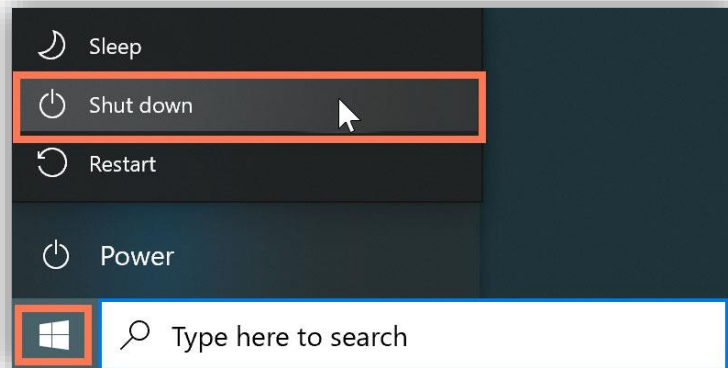 Sleep
Shut down
Restart
Power
Type here to search